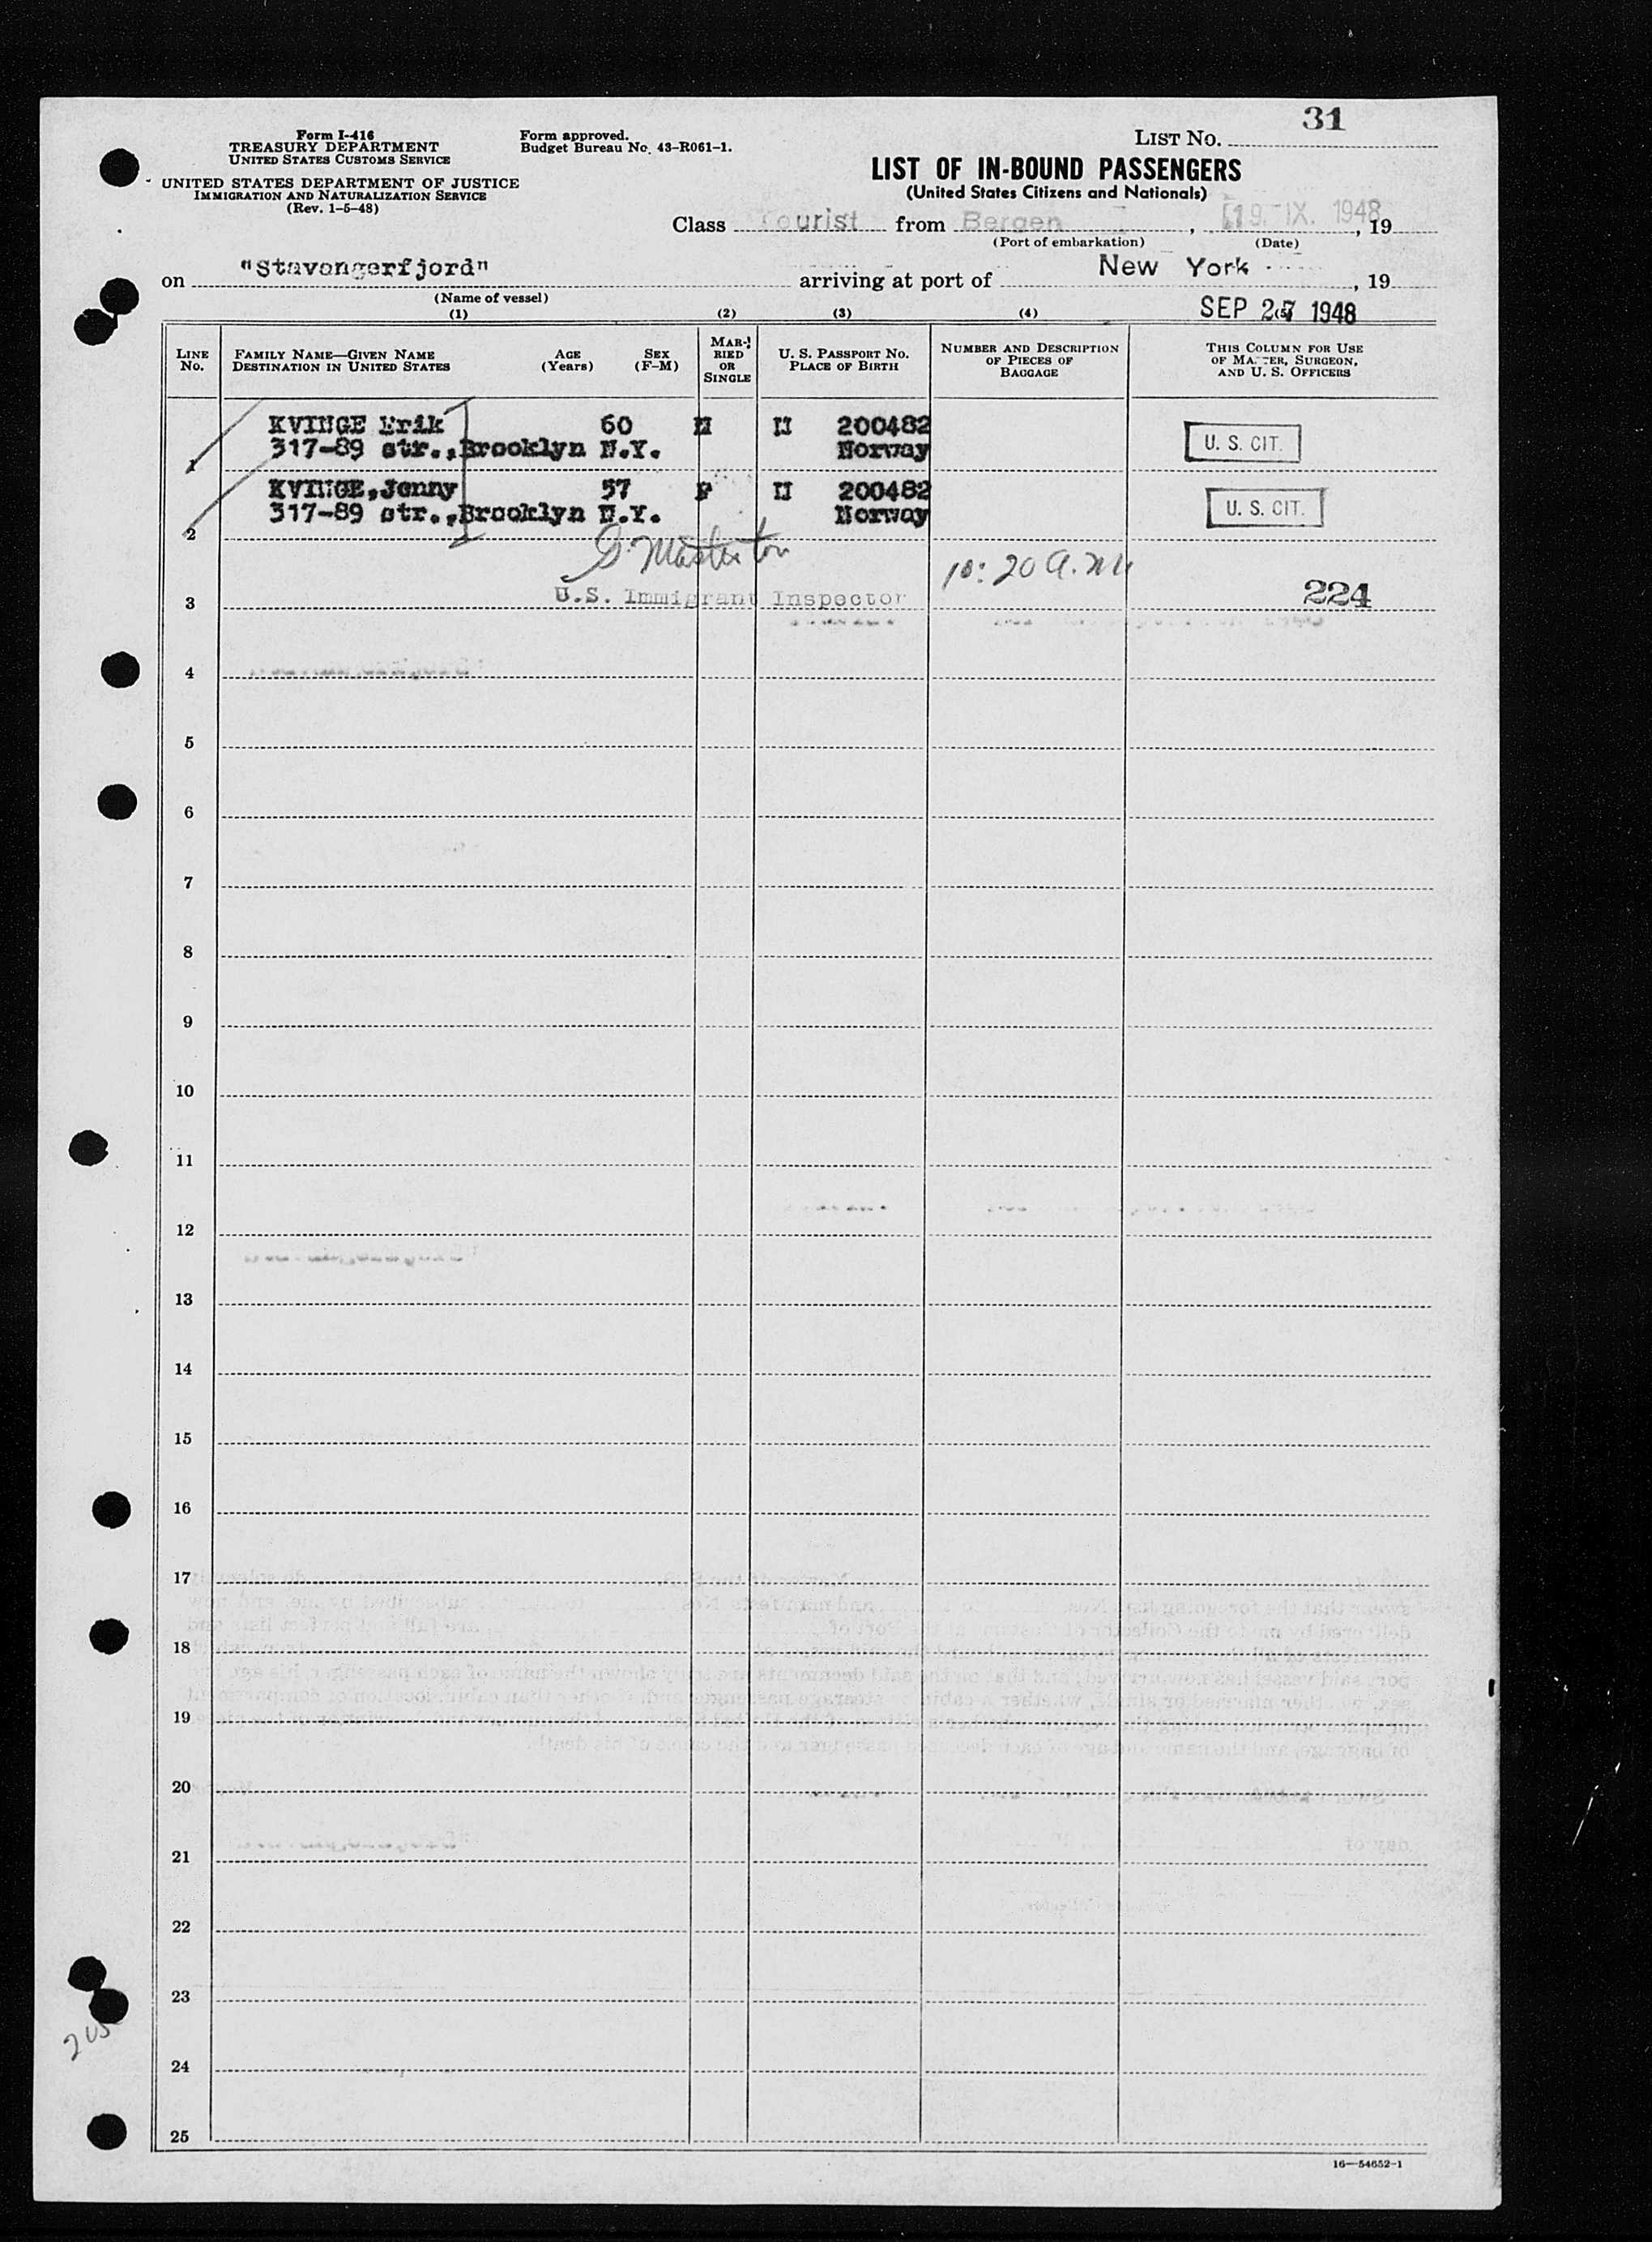 31
LIST NO.
Form I-416
TREASURY DEPARTMENT
UNITED STATES CUSTOMS SERVICE
UNITED STATES DEPARTMENT OF JUSTICE
IMMIGRATION AND NATURALIZATION SERVICE
(Rev. 1-5-48)
Form approved.
Budget Bureau No. 43-R061-1.
LIST OF IN-BOUND PASSENGERS
(United States Citizens and Nationals)
Class Tourist from Bergen, 19. IX. 1948, 19
(Port of embarkation) (Date)
on "Stavangerfjord" arriving at port of New York, 19
(Name of vessel)
SEP 1948
(1) (2) (3) (4) (5)
LINE No.
FAMILY NAME—GIVEN NAME
DESTINATION IN UNITED STATES
AGE (Years)
SEX (F-M)
MARRIED OR SINGLE
U. S. PASSPORT NO.
PLACE OF BIRTH
NUMBER AND DESCRIPTION OF PIECES OF BAGGAGE
THIS COLUMN FOR USE OF MASTER, SURGEON, AND U. S. OFFICERS
1 KVINGE Erik 60 M M 200482 U. S. CIT.
317-89 str., Brooklyn N.Y. Norway
2 KVINGE, Jenny 57 F M 200482 U. S. CIT.
317-89 str., Brooklyn N.Y. Norway
S. Masterton
10:20 A.M.
3 U.S. Immigrant Inspector 224
4
5
6
7
8
9
10
11
12
13
14
15
16
17
18
19
20
21
22
23
24
25
16—54652-1